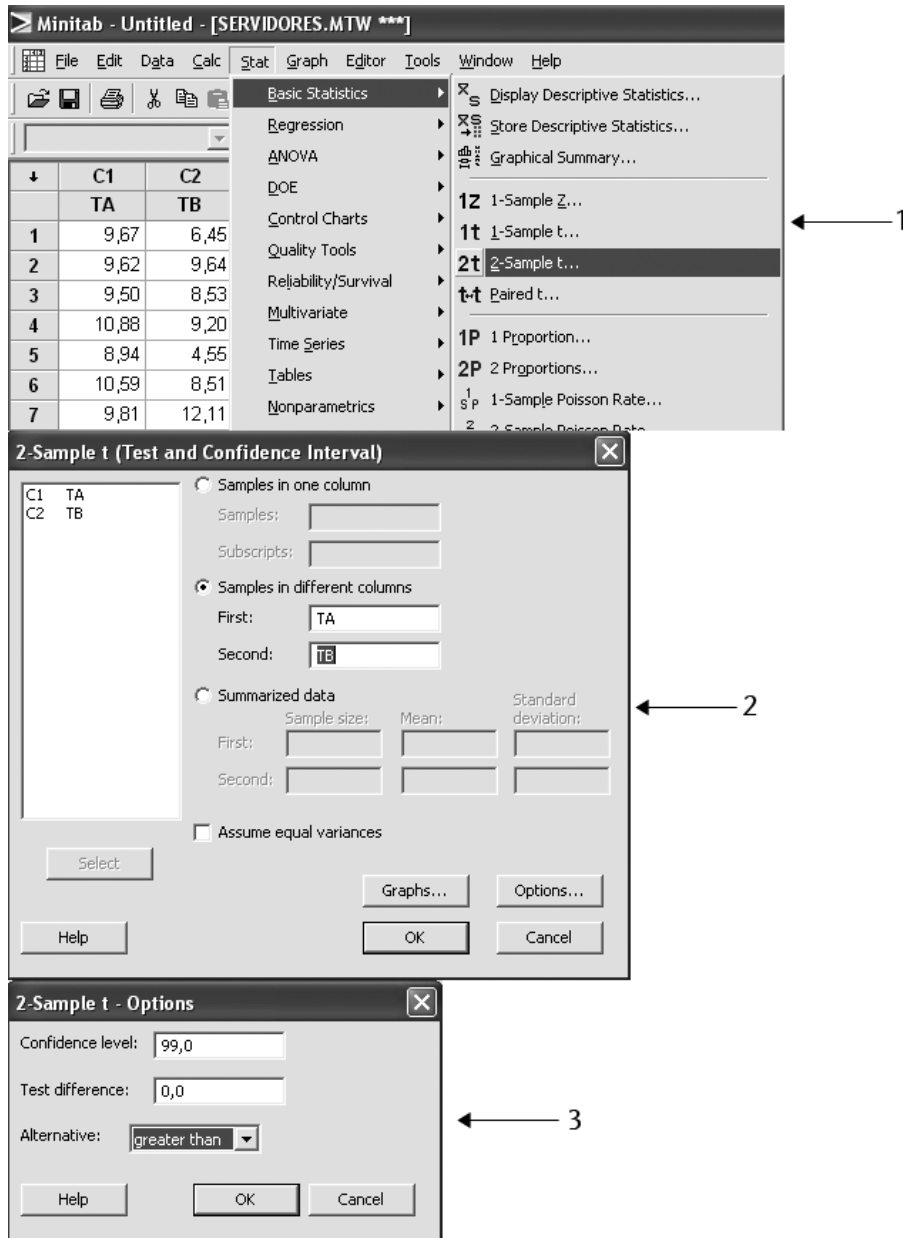 Minitab - Untitled - [SERVIDORES.MTW ***]
File Edit Data Calc Stat Graph Editor Tools Window Help
Basic Statistics
Regression
ANOVA
DOE
Control Charts
Quality Tools
Reliability/Survival
Multivariate
Time Series
Tables
Nonparametrics
Display Descriptive Statistics...
Store Descriptive Statistics...
Graphical Summary...
1Z 1-Sample Z...
1t 1-Sample t...
2t 2-Sample t...
t-t Paired t...
1P 1 Proportion...
2P 2 Proportions...
1-Sample Poisson Rate...
2-Sample Poisson Rate
C1 C2
TA TB
1 9,67 6,45
2 9,62 9,64
3 9,50 8,53
4 10,88 9,20
5 8,94 4,55
6 10,59 8,51
7 9,81 12,11
1
2-Sample t (Test and Confidence Interval)
C1 TA
C2 TB
Samples in one column
Samples:
Subscripts:
Samples in different columns
First: TA
Second: TB
Summarized data
Sample size: Mean: Standard deviation:
First:
Second:
Assume equal variances
Select
Graphs... Options...
Help OK Cancel
2
2-Sample t - Options
Confidence level: 99,0
Test difference: 0,0
Alternative: greater than
Help OK Cancel
3